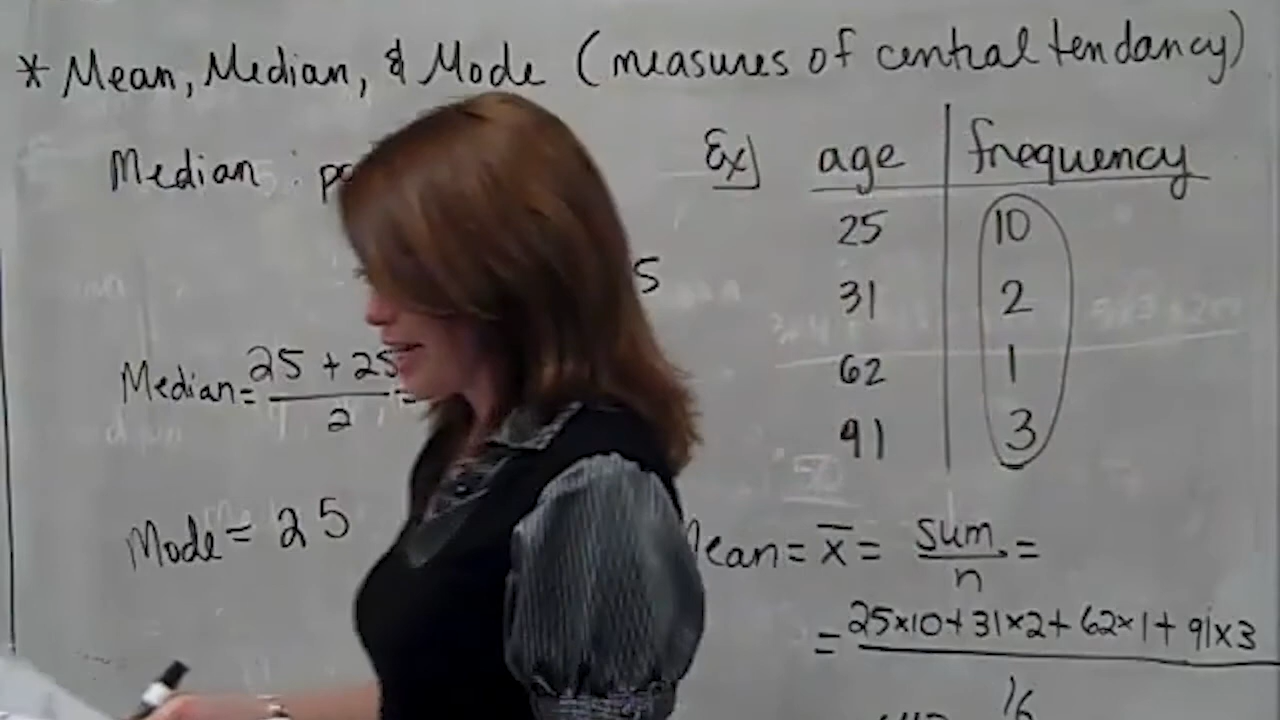 * Mean, Median, & Mode (measures of central tendancy)
Median :
Median = 25 + 25 =
2
Mode = 25
Ex] age frequency
25 10
31 2
62 1
91 3
Mean = x̄ = sum =
n
= 25×10+31×2+62×1+91×3
16